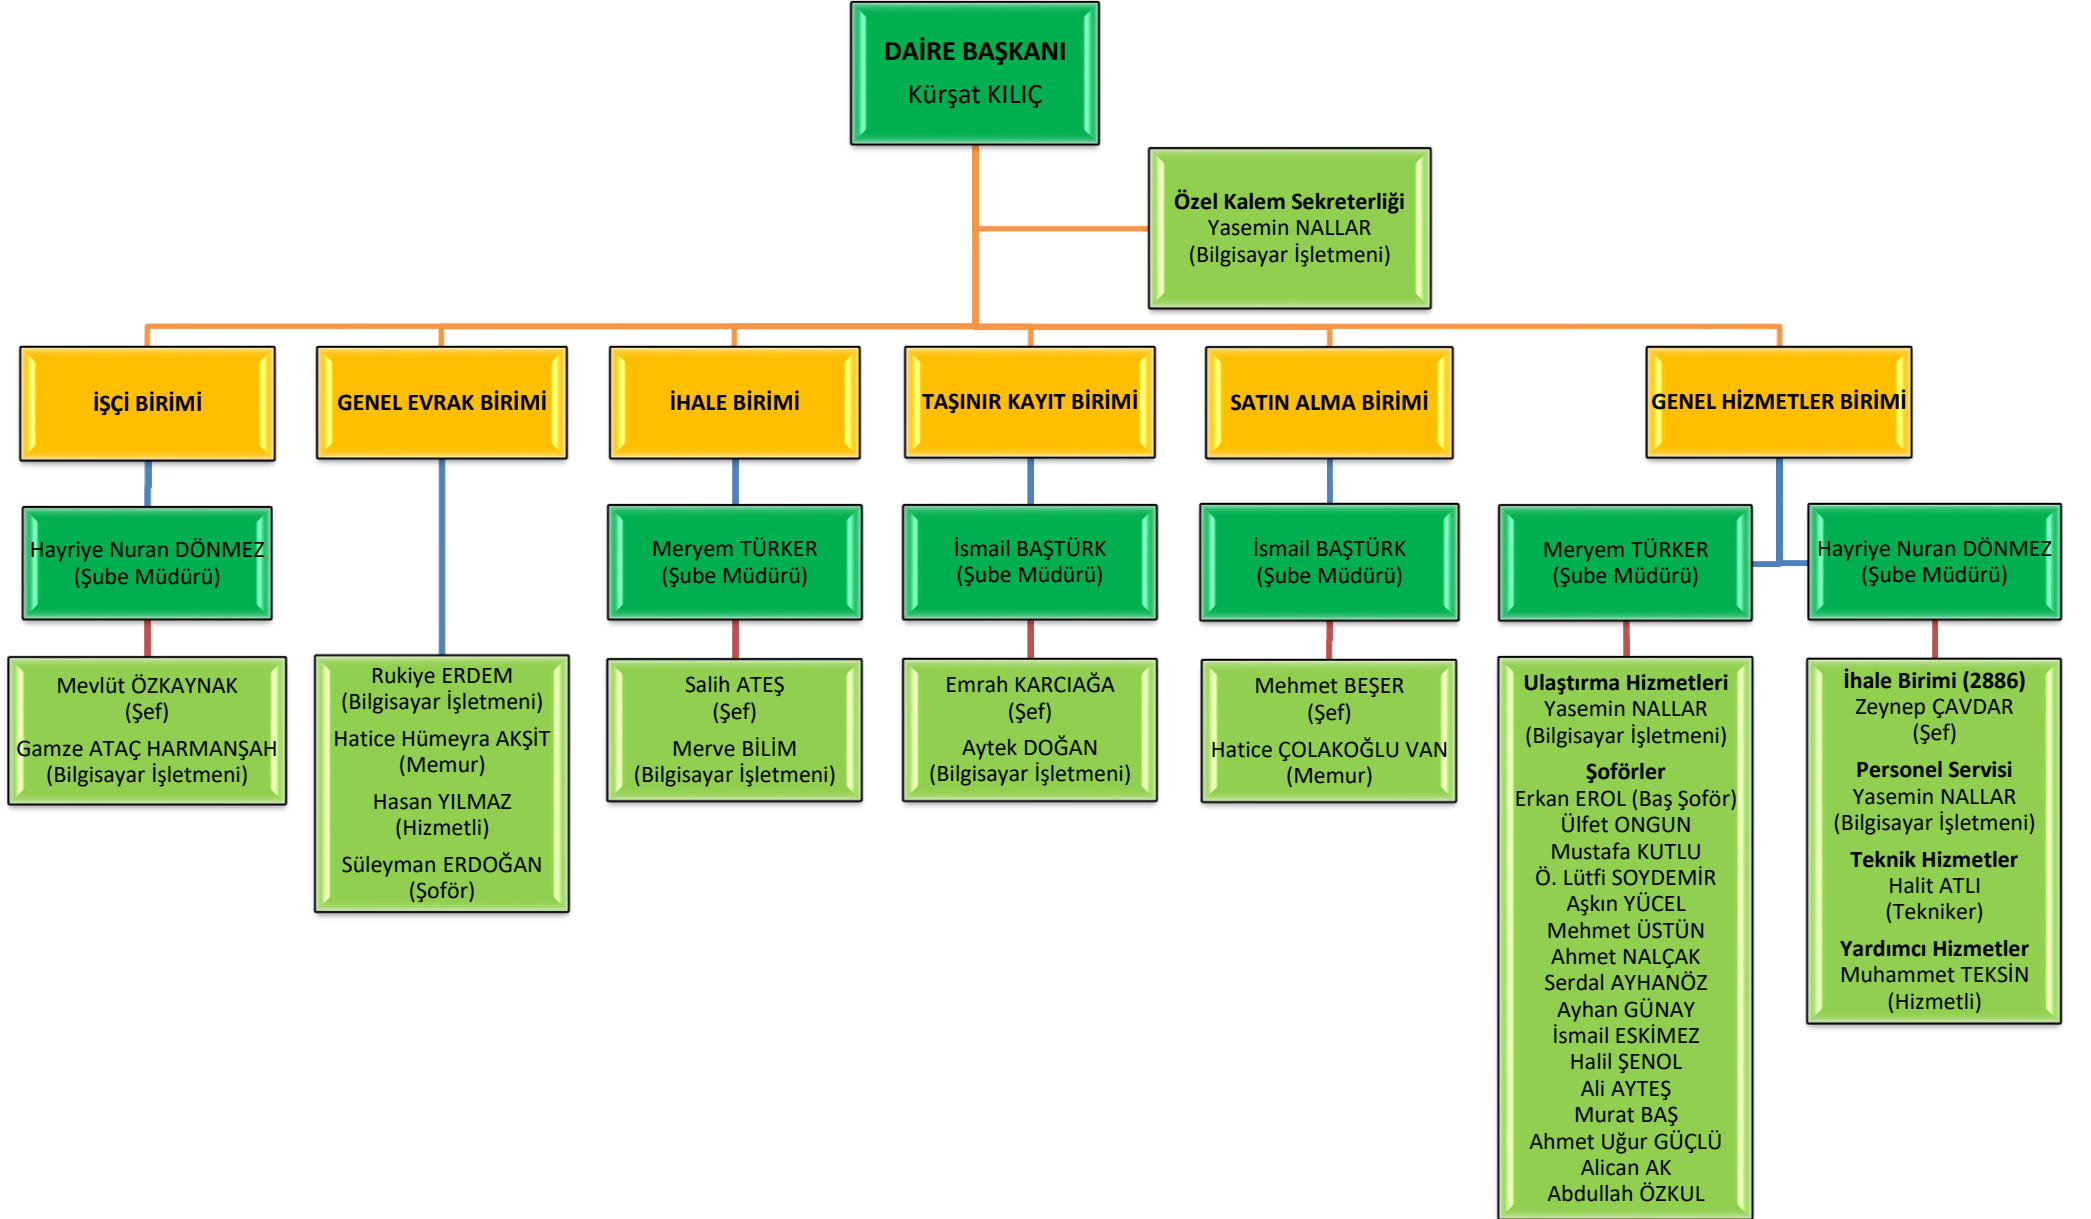 DAİRE BAŞKANI
Kürşat KILIÇ
Özel Kalem Sekreterliği
Yasemin NALLAR
(Bilgisayar İşletmeni)
İŞÇİ BİRİMİ
GENEL EVRAK BİRİMİ
İHALE BİRİMİ
TAŞINIR KAYIT BİRİMİ
SATIN ALMA BİRİMİ
GENEL HİZMETLER BİRİMİ
Hayriye Nuran DÖNMEZ
(Şube Müdürü)
Meryem TÜRKER
(Şube Müdürü)
İsmail BAŞTÜRK
(Şube Müdürü)
İsmail BAŞTÜRK
(Şube Müdürü)
Meryem TÜRKER
(Şube Müdürü)
Hayriye Nuran DÖNMEZ
(Şube Müdürü)
Mevlüt ÖZKAYNAK
(Şef)
Gamze ATAÇ HARMANŞAH
(Bilgisayar İşletmeni)
Rukiye ERDEM
(Bilgisayar İşletmeni)
Hatice Hümeyra AKŞİT
(Memur)
Hasan YILMAZ
(Hizmetli)
Süleyman ERDOĞAN
(Şoför)
Salih ATEŞ
(Şef)
Merve BİLİM
(Bilgisayar İşletmeni)
Emrah KARCIAĞA
(Şef)
Aytek DOĞAN
(Bilgisayar İşletmeni)
Mehmet BEŞER
(Şef)
Hatice ÇOLAKOĞLU VAN
(Memur)
Ulaştırma Hizmetleri
Yasemin NALLAR
(Bilgisayar İşletmeni)
Şoförler
Erkan EROL (Baş Şoför)
Ülfet ONGUN
Mustafa KUTLU
Ö. Lütfi SOYDEMİR
Aşkın YÜCEL
Mehmet ÜSTÜN
Ahmet NALÇAK
Serdal AYHANÖZ
Ayhan GÜNAY
İsmail ESKİMEZ
Halil ŞENOL
Ali AYTEŞ
Murat BAŞ
Ahmet Uğur GÜÇLÜ
Alican AK
Abdullah ÖZKUL
İhale Birimi (2886)
Zeynep ÇAVDAR
(Şef)
Personel Servisi
Yasemin NALLAR
(Bilgisayar İşletmeni)
Teknik Hizmetler
Halit ATLI
(Tekniker)
Yardımcı Hizmetler
Muhammet TEKSİN
(Hizmetli)